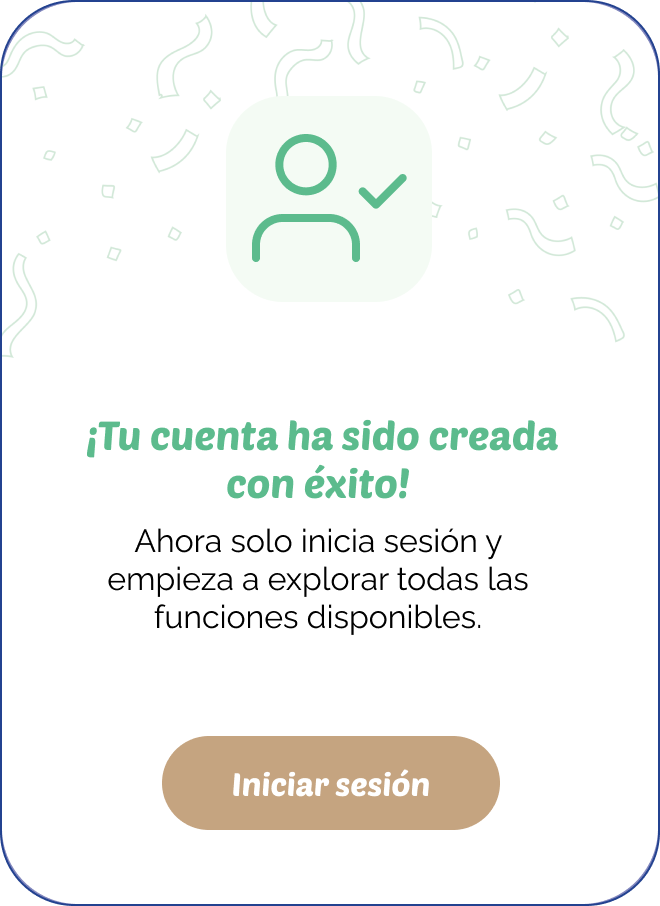 ¡Tu cuenta ha sido creada
con éxito!
Ahora solo inicia sesión y
empieza a explorar todas las
funciones disponibles.
Iniciar sesión